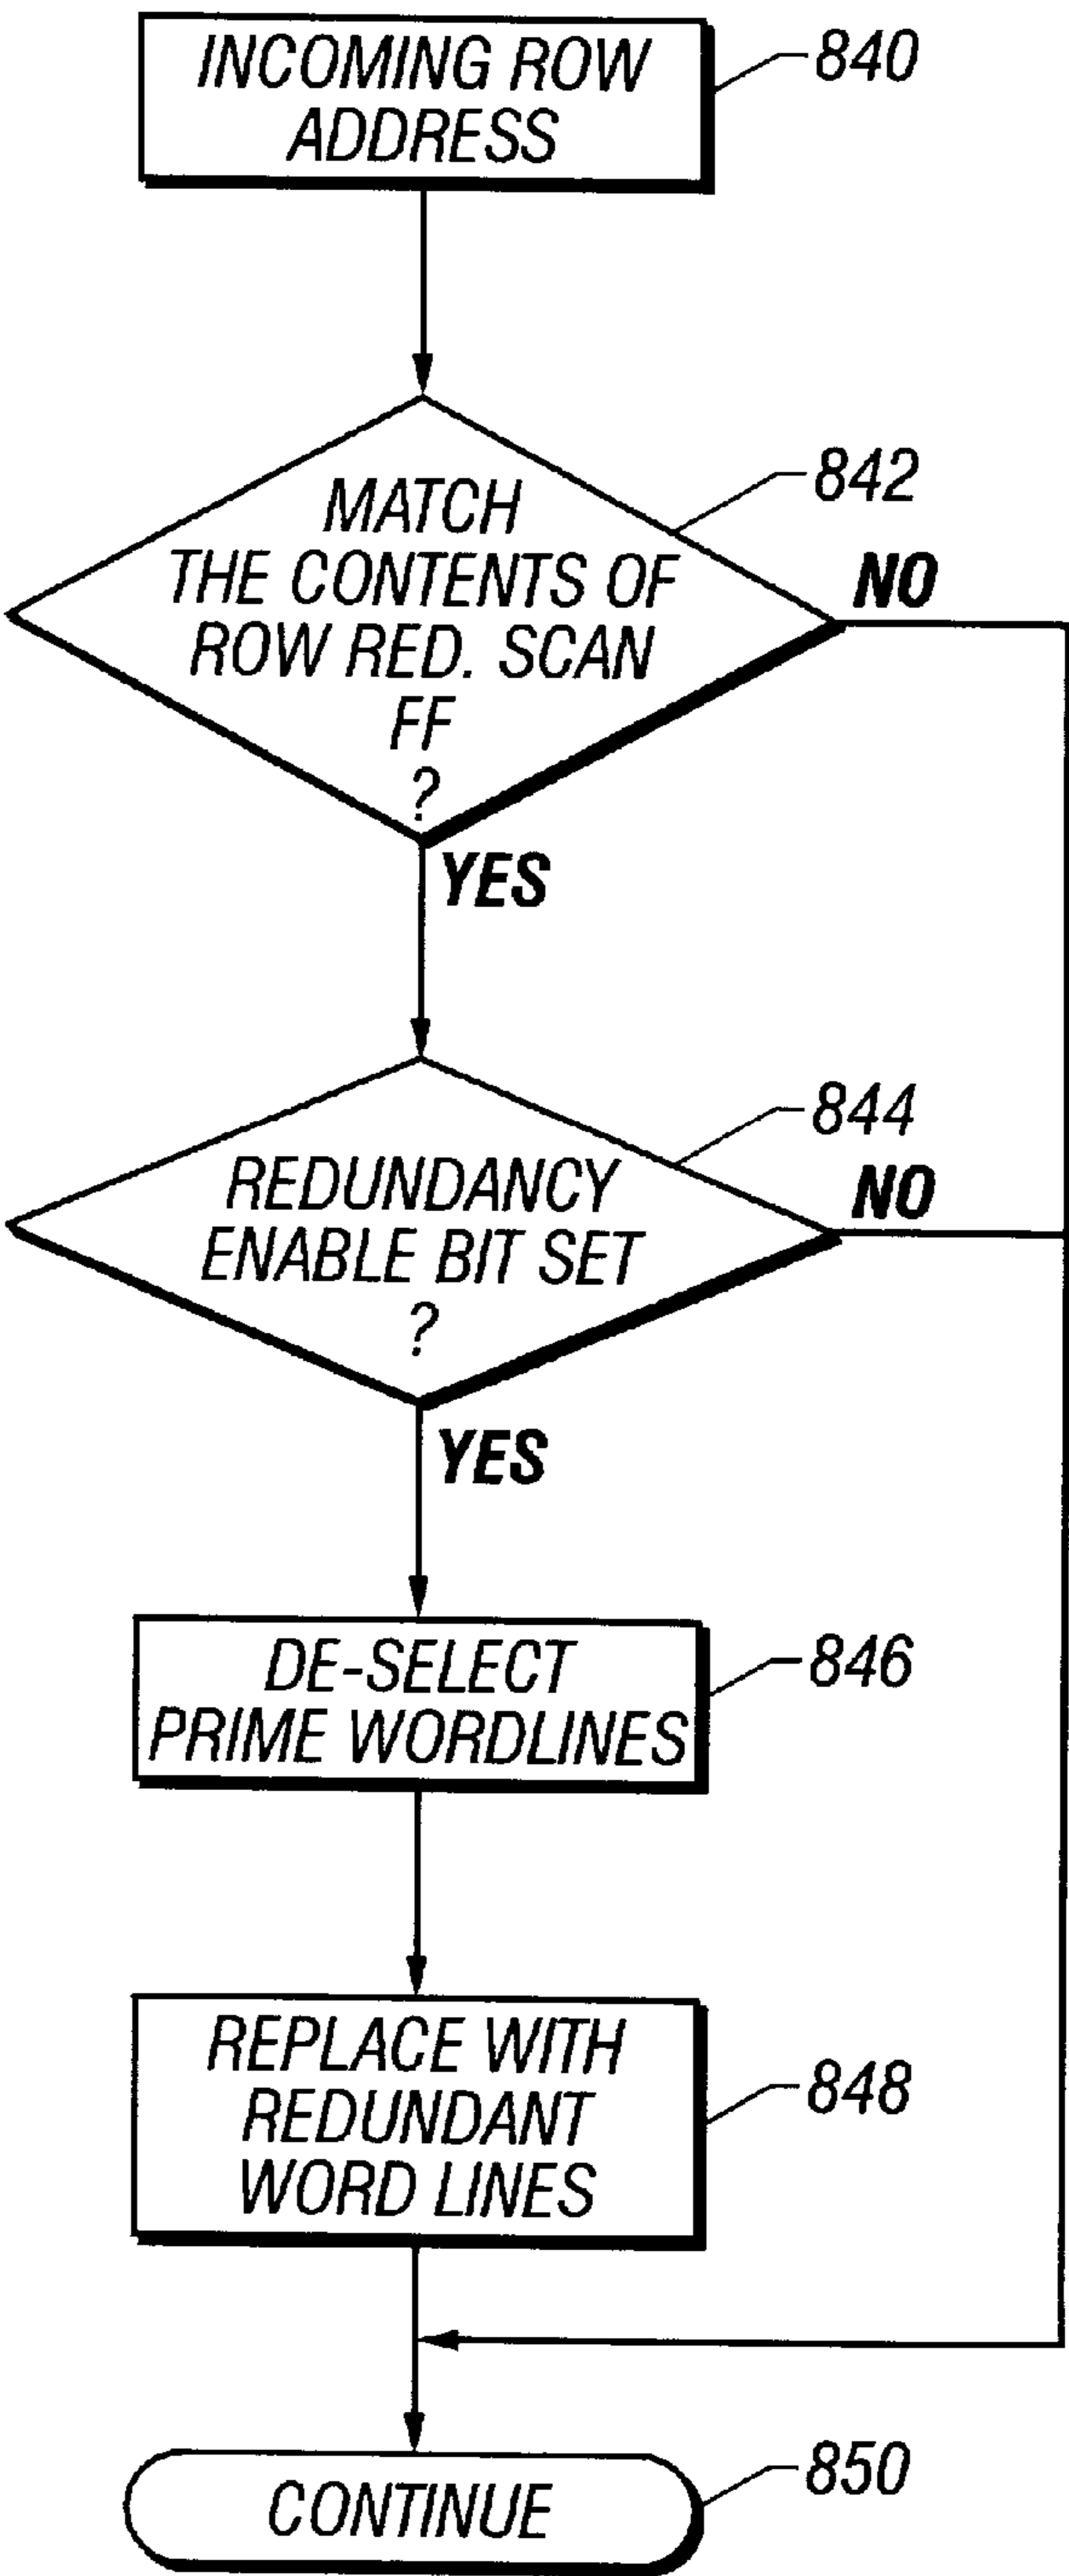 INCOMING ROW
ADDRESS
840
MATCH
THE CONTENTS OF
ROW RED. SCAN
FF
?
842
NO
YES
REDUNDANCY
ENABLE BIT SET
?
844
NO
YES
DE-SELECT
PRIME WORDLINES
846
REPLACE WITH
REDUNDANT
WORD LINES
848
CONTINUE
850